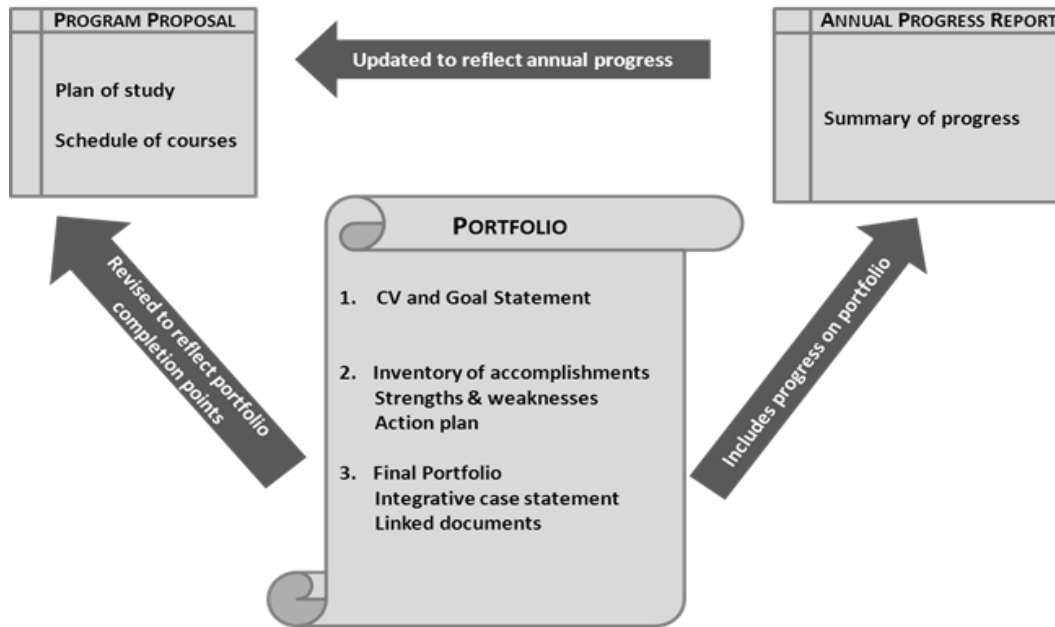 PROGRAM PROPOSAL
Plan of study
Schedule of courses
Updated to reflect annual progress
ANNUAL PROGRESS REPORT
Summary of progress
Revised to reflect portfolio
completion points
PORTFOLIO
1. CV and Goal Statement
2. Inventory of accomplishments
Strengths & weaknesses
Action plan
3. Final Portfolio
Integrative case statement
Linked documents
Includes progress on portfolio